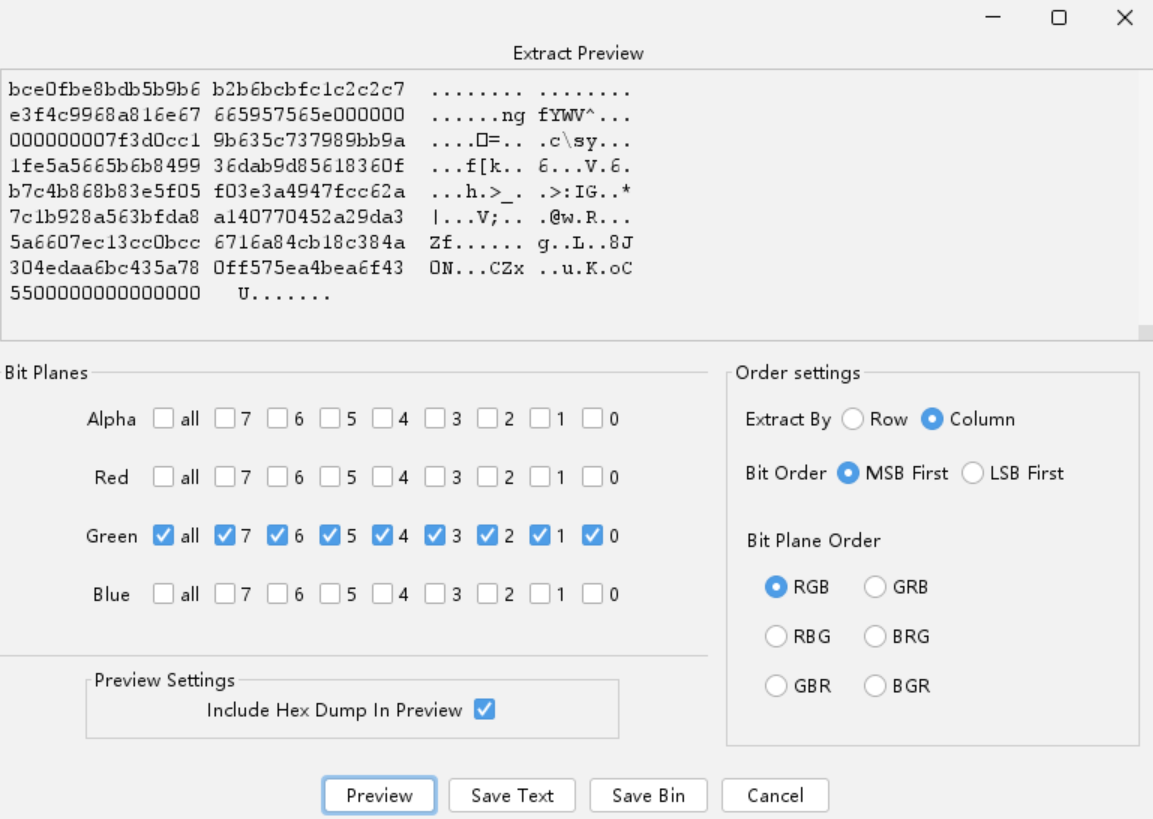 Extract Preview
bce0fbe8bdb5b9b6 b2b6bcbfc1c2c2c7 ........ ........
e3f4c9968a816e67 665957565e000000 ......ng fYWV^...
000000007f3d0cc1 9b635c737989bb9a ....□=.. .c\sy...
1fe5a5665b6b8499 36dab9d85618360f ...f[k.. 6...V.6.
b7c4b868b83e5f05 f03e3a4947fcc62a ...h.>_. .>:IG..*
7c1b928a563bfda8 a140770452a29da3 |...V;.. .@w.R...
5a6607ec13cc0bcc 6716a84cb18c384a Zf...... g..L..8J
304edaa6bc435a78 0ff575ea4bea6f43 0N...CZx ..u.K.oC
5500000000000000 U.......
Bit Planes
Alpha all 7 6 5 4 3 2 1 0
Red all 7 6 5 4 3 2 1 0
Green all 7 6 5 4 3 2 1 0
Blue all 7 6 5 4 3 2 1 0
Preview Settings
Include Hex Dump In Preview
Order settings
Extract By Row Column
Bit Order MSB First LSB First
Bit Plane Order
RGB GRB
RBG BRG
GBR BGR
Preview Save Text Save Bin Cancel